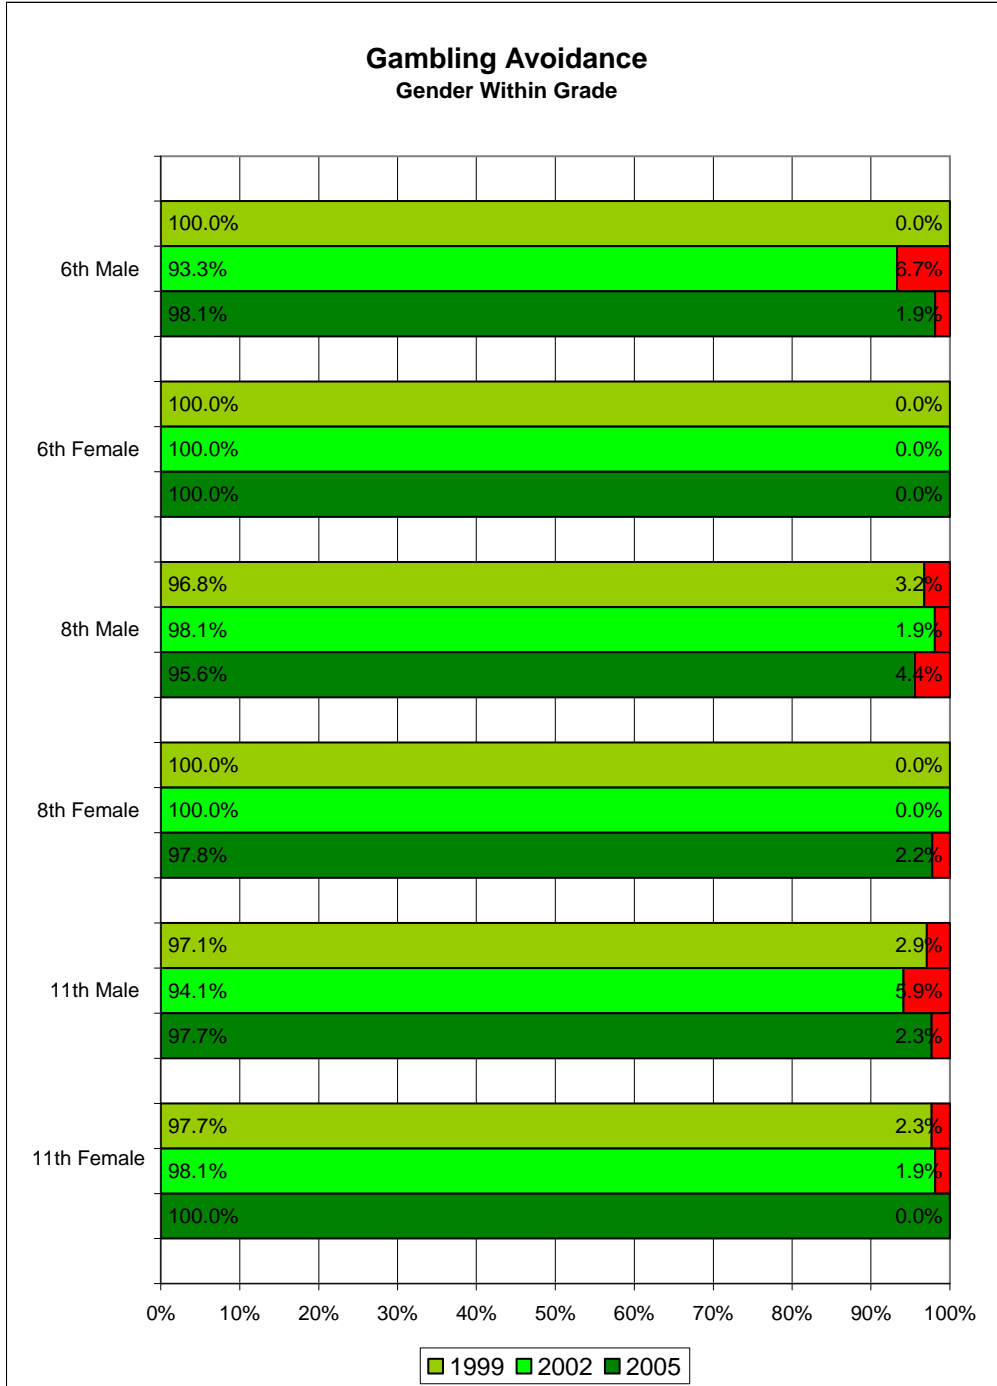 Gambling Avoidance
Gender Within Grade
100.0% 0.0%
6th Male 93.3% 6.7%
98.1% 1.9%
100.0% 0.0%
6th Female 100.0% 0.0%
100.0% 0.0%
96.8% 3.2%
8th Male 98.1% 1.9%
95.6% 4.4%
100.0% 0.0%
8th Female 100.0% 0.0%
97.8% 2.2%
97.1% 2.9%
11th Male 94.1% 5.9%
97.7% 2.3%
97.7% 2.3%
11th Female 98.1% 1.9%
100.0% 0.0%
0% 10% 20% 30% 40% 50% 60% 70% 80% 90% 100%
1999 2002 2005